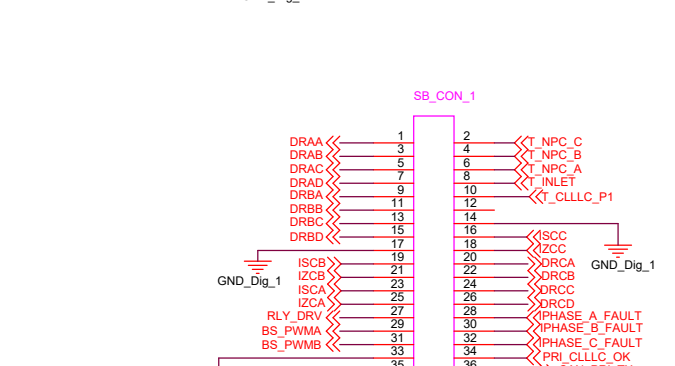 SB_CON_1
DRAA 1 2 T_NPC_C
DRAB 3 4 T_NPC_B
DRAC 5 6 T_NPC_A
DRAD 7 8 T_INLET
DRBA 9 10 T_CLLLC_P1
DRBB 11 12
DRBC 13 14
DRBD 15 16 ISCC
17 18 IZCC
GND_Dig_1
GND_Dig_1
ISCB 19 20 DRCA
IZCB 21 22 DRCB
ISCA 23 24 DRCC
IZCA 25 26 DRCD
RLY_DRV 27 28 IPHASE_A_FAULT
BS_PWMA 29 30 IPHASE_B_FAULT
BS_PWMB 31 32 IPHASE_C_FAULT
33 34 PRI_CLLLC_OK
35 36